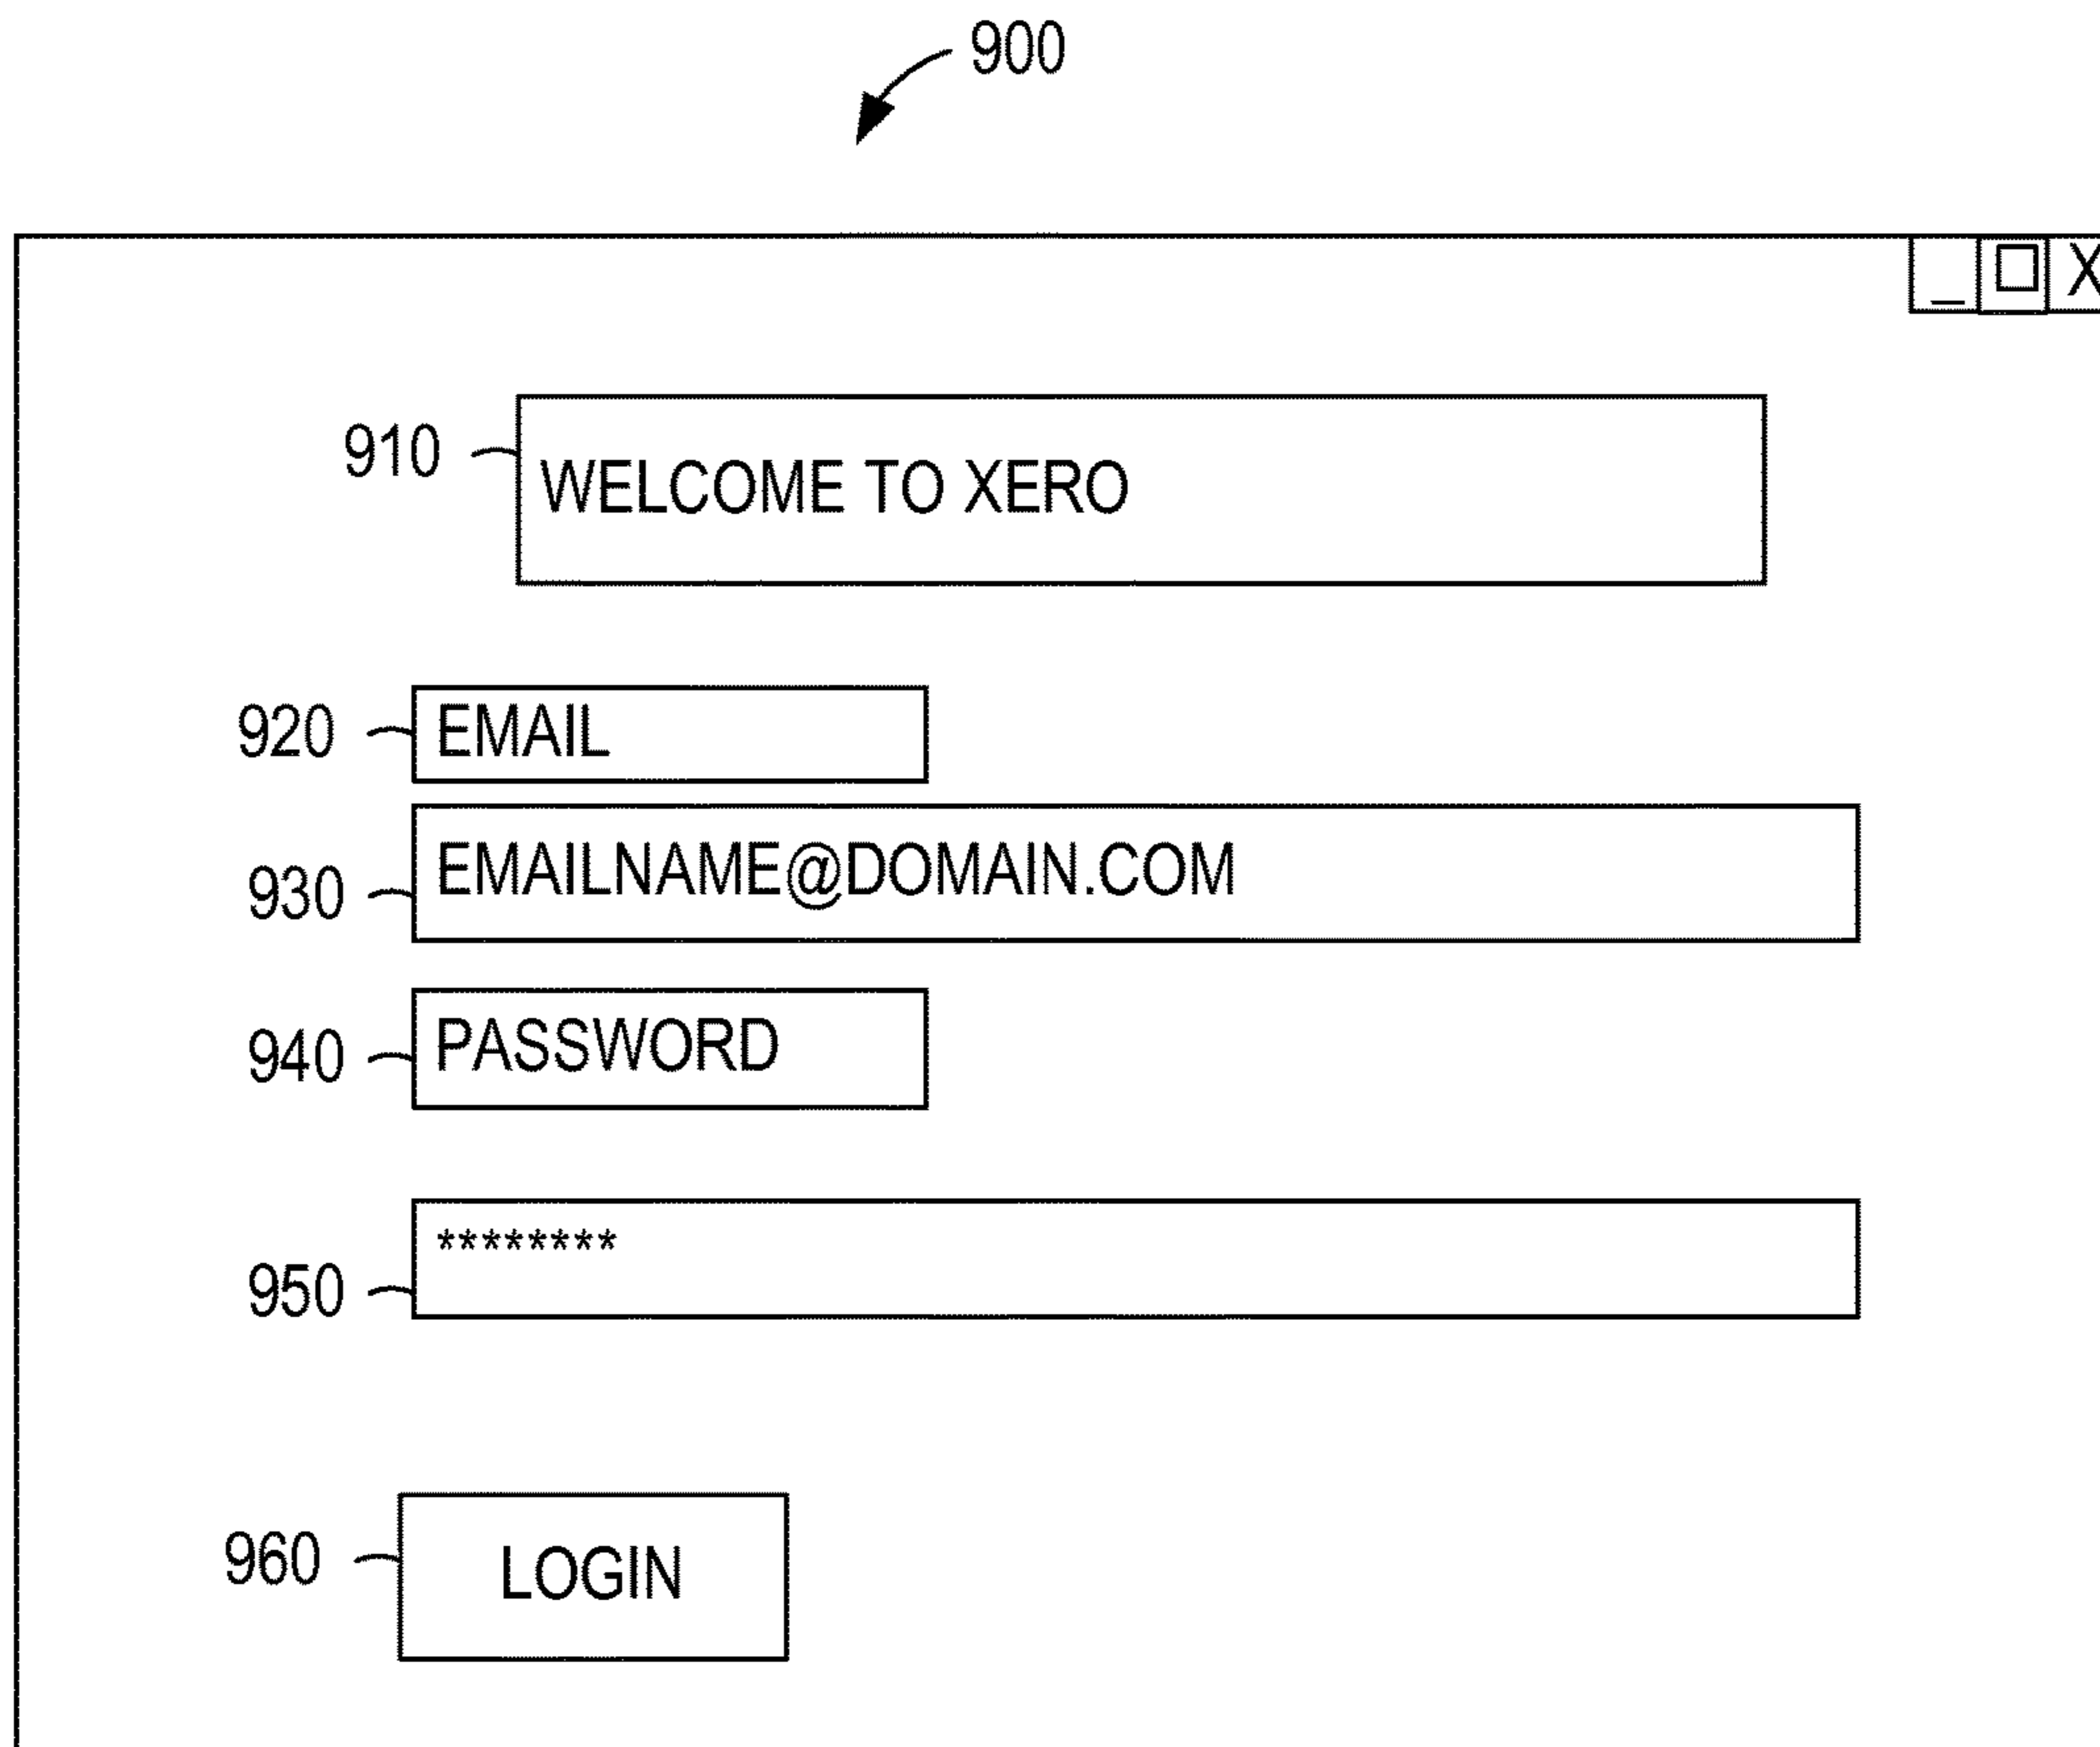 900
_ □ X
910 WELCOME TO XERO
920 EMAIL
930 EMAILNAME@DOMAIN.COM
940 PASSWORD
950 ********
960 LOGIN